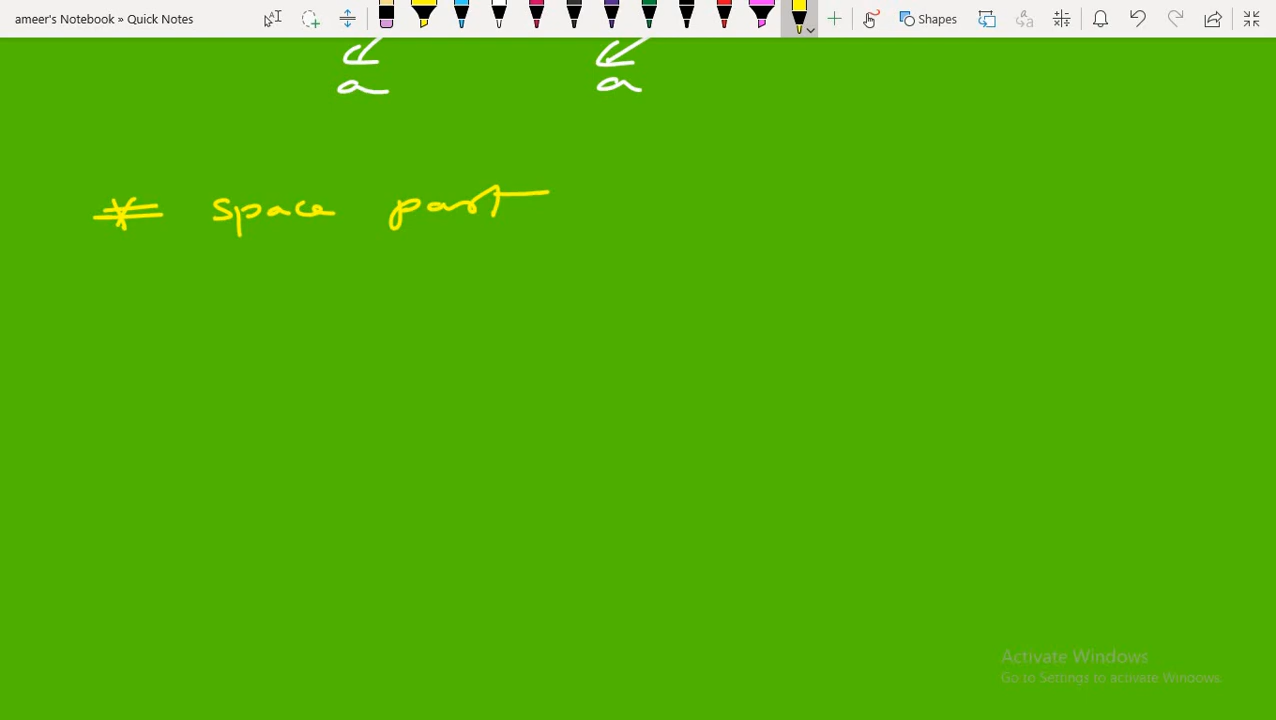 ameer's Notebook » Quick Notes
Shapes
a a
* space part
Activate Windows
Go to Settings to activate Windows.